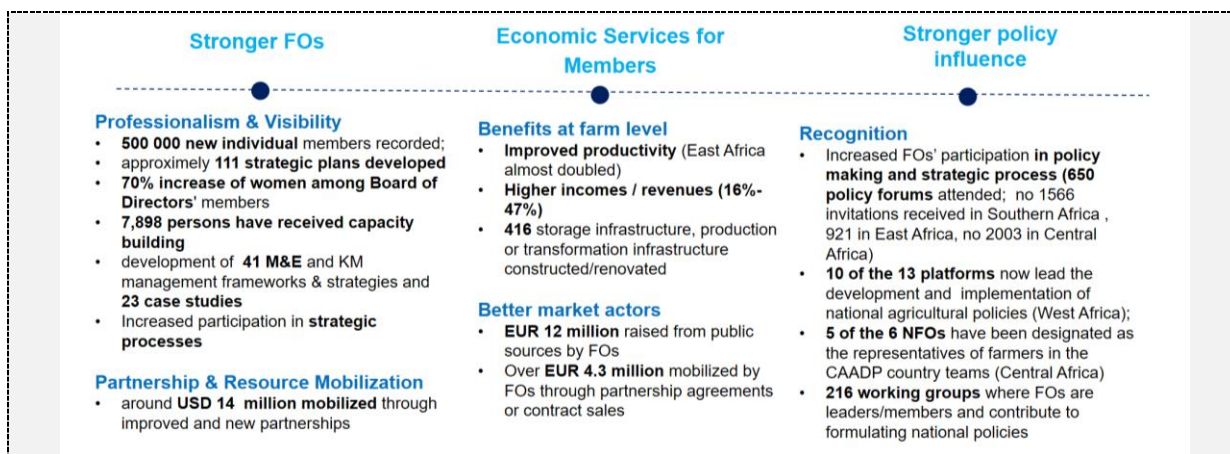 Stronger FOs
Professionalism & Visibility
• 500 000 new individual members recorded;
• approximely 111 strategic plans developed
• 70% increase of women among Board of
Directors' members
• 7,898 persons have received capacity
building
• development of 41 M&E and KM
management frameworks & strategies and
23 case studies
• Increased participation in strategic
processes
Partnership & Resource Mobilization
• around USD 14 million mobilized through
improved and new partnerships
Economic Services for
Members
Benefits at farm level
• Improved productivity (East Africa
almost doubled)
• Higher incomes / revenues (16%-
47%)
• 416 storage infrastructure, production
or transformation infrastructure
constructed/renovated
Better market actors
• EUR 12 million raised from public
sources by FOs
• Over EUR 4.3 million mobilized by
FOs through partnership agreements
or contract sales
Stronger policy
influence
Recognition
• Increased FOs' participation in policy
making and strategic process (650
policy forums attended; no 1566
invitations received in Southern Africa ,
921 in East Africa, no 2003 in Central
Africa)
• 10 of the 13 platforms now lead the
development and implementation of
national agricultural policies (West Africa);
• 5 of the 6 NFOs have been designated as
the representatives of farmers in the
CAADP country teams (Central Africa)
• 216 working groups where FOs are
leaders/members and contribute to
formulating national policies